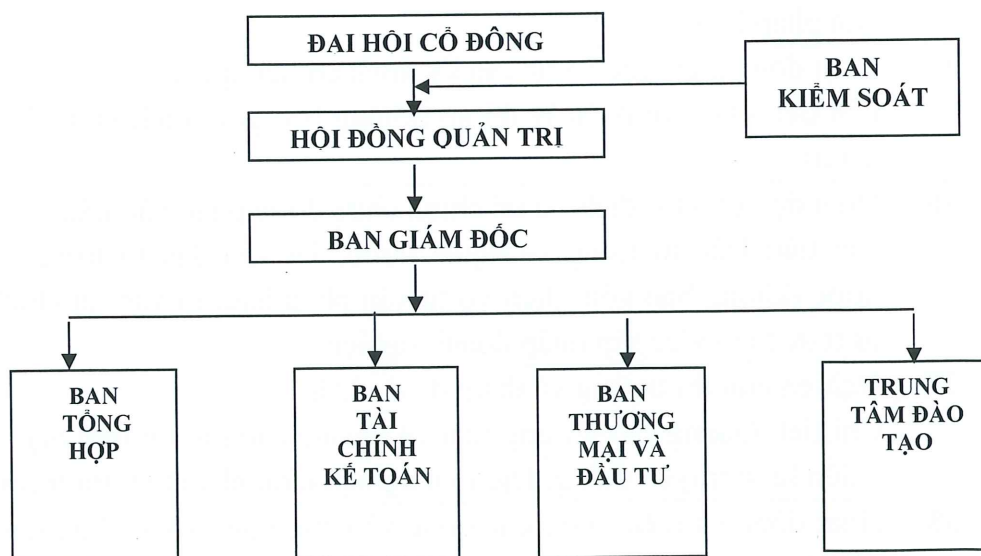 ĐAI HÔI CỔ ĐÔNG
BAN
KIỂM SOÁT
HỘI ĐỒNG QUẢN TRỊ
BAN GIÁM ĐỐC
BAN
TỔNG
HỢP
BAN
TÀI
CHÍNH
KẾ TOÁN
BAN
THƯƠNG
MẠI VÀ
ĐẦU TƯ
TRUNG
TÂM ĐÀO
TẠO